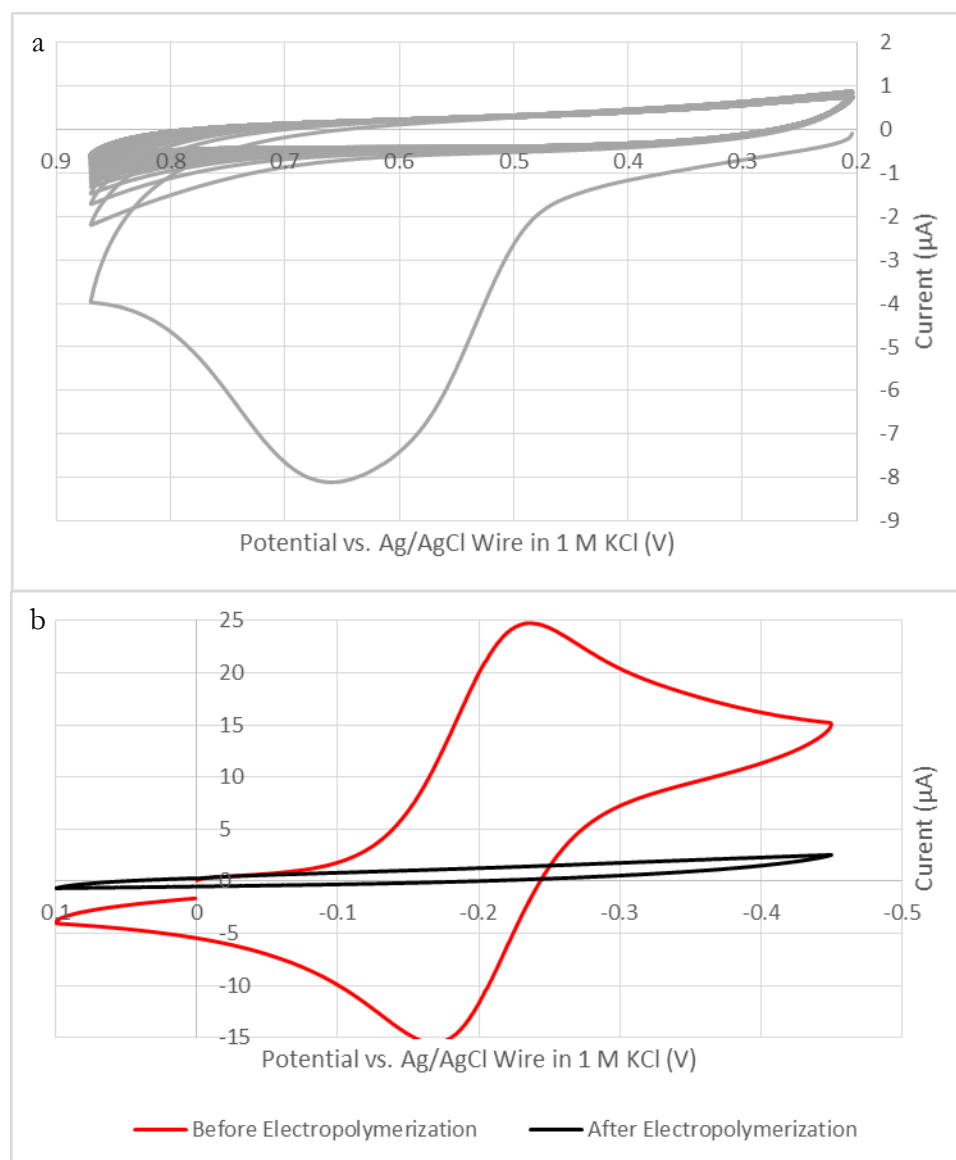 a
2
1
0
0.9 0.8 0.7 0.6 0.5 0.4 0.3 0.2
-1
-2
-3
-4
-5
-6
-7
-8
-9
Current (µA)
Potential vs. Ag/AgCl Wire in 1 M KCl (V)
b
25
20
15
10
5
0
0.1 0 -0.1 -0.2 -0.3 -0.4 -0.5
-5
-10
-15
Curent (µA)
Potential vs. Ag/AgCl Wire in 1 M KCl (V)
Before Electropolymerization After Electropolymerization